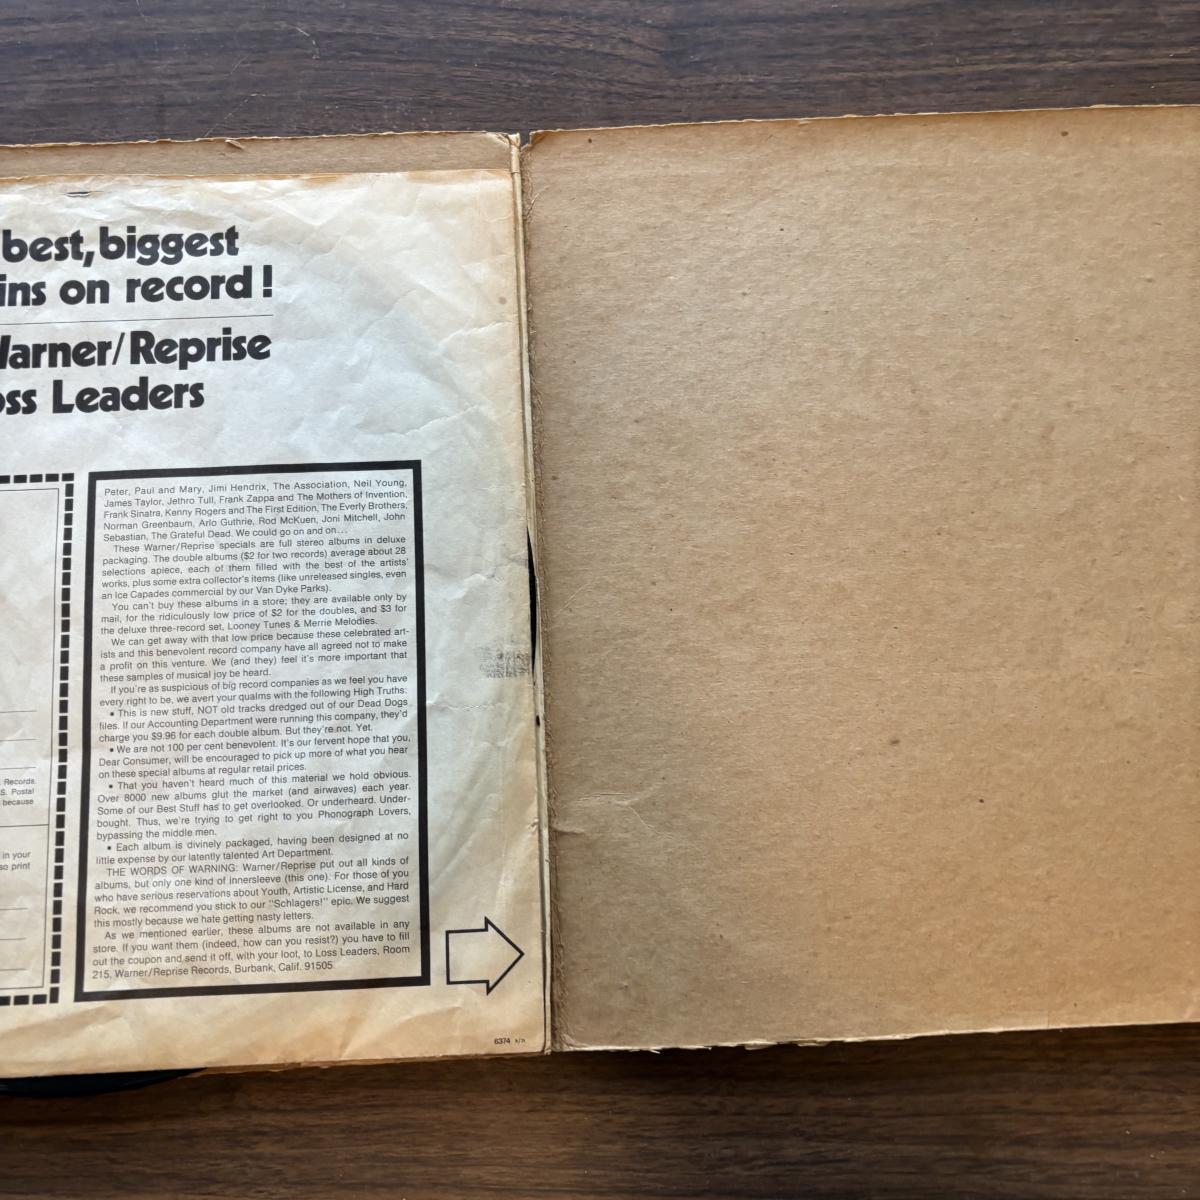 best, biggest
ins on record!
Warner/Reprise
oss Leaders
Peter, Paul and Mary, Jimi Hendrix, The Association, Neil Young,
James Taylor, Jethro Tull, Frank Zappa and The Mothers of Invention,
Frank Sinatra, Kenny Rogers and The First Edition, The Everly Brothers,
Norman Greenbaum, Arlo Guthrie, Rod McKuen, Joni Mitchell, John
Sebastian, The Grateful Dead. We could go on and on...
These Warner/Reprise specials are full stereo albums in deluxe
packaging. The double albums ($2 for two records) average about 28
selections apiece, each of them filled with the best of the artists'
works, plus some extra collector's items (like unreleased singles, even
an Ice Capades commercial by our Van Dyke Parks).
You can't buy these albums in a store; they are available only by
mail, for the ridiculously low price of $2 for the doubles, and $3 for
the deluxe three-record set, Looney Tunes & Merrie Melodies.
We can get away with that low price because these celebrated art-
ists and this benevolent record company have all agreed not to make
a profit on this venture. We (and they) feel it's more important that
these samples of musical joy be heard.
If you're as suspicious of big record companies as we feel you have
every right to be, we avert your qualms with the following High Truths:
• This is new stuff, NOT old tracks dredged out of our Dead Dogs
files. If our Accounting Department were running this company, they'd
charge you $9.96 for each double album. But they're not. Yet.
• We are not 100 per cent benevolent. It's our fervent hope that you,
Dear Consumer, will be encouraged to pick up more of what you hear
on these special albums at regular retail prices.
• That you haven't heard much of this material we hold obvious.
Over 8000 new albums glut the market (and airwaves) each year.
Some of our Best Stuff has to get overlooked. Or underheard. Under-
bought. Thus, we're trying to get right to you Phonograph Lovers,
bypassing the middle men.
• Each album is divinely packaged, having been designed at no
little expense by our latently talented Art Department.
THE WORDS OF WARNING: Warner/Reprise put out all kinds of
albums, but only one kind of innersleeve (this one). For those of you
who have serious reservations about Youth, Artistic License, and Hard
Rock, we recommend you stick to our "Schlagers!" epic. We suggest
this mostly because we hate getting nasty letters.
As we mentioned earlier, these albums are not available in any
store. If you want them (indeed, how can you resist?) you have to fill
out the coupon and send it off, with your loot, to Loss Leaders, Room
215, Warner/Reprise Records, Burbank, Calif. 91505.
Records.
S. Postal
because
in your
so print
6374